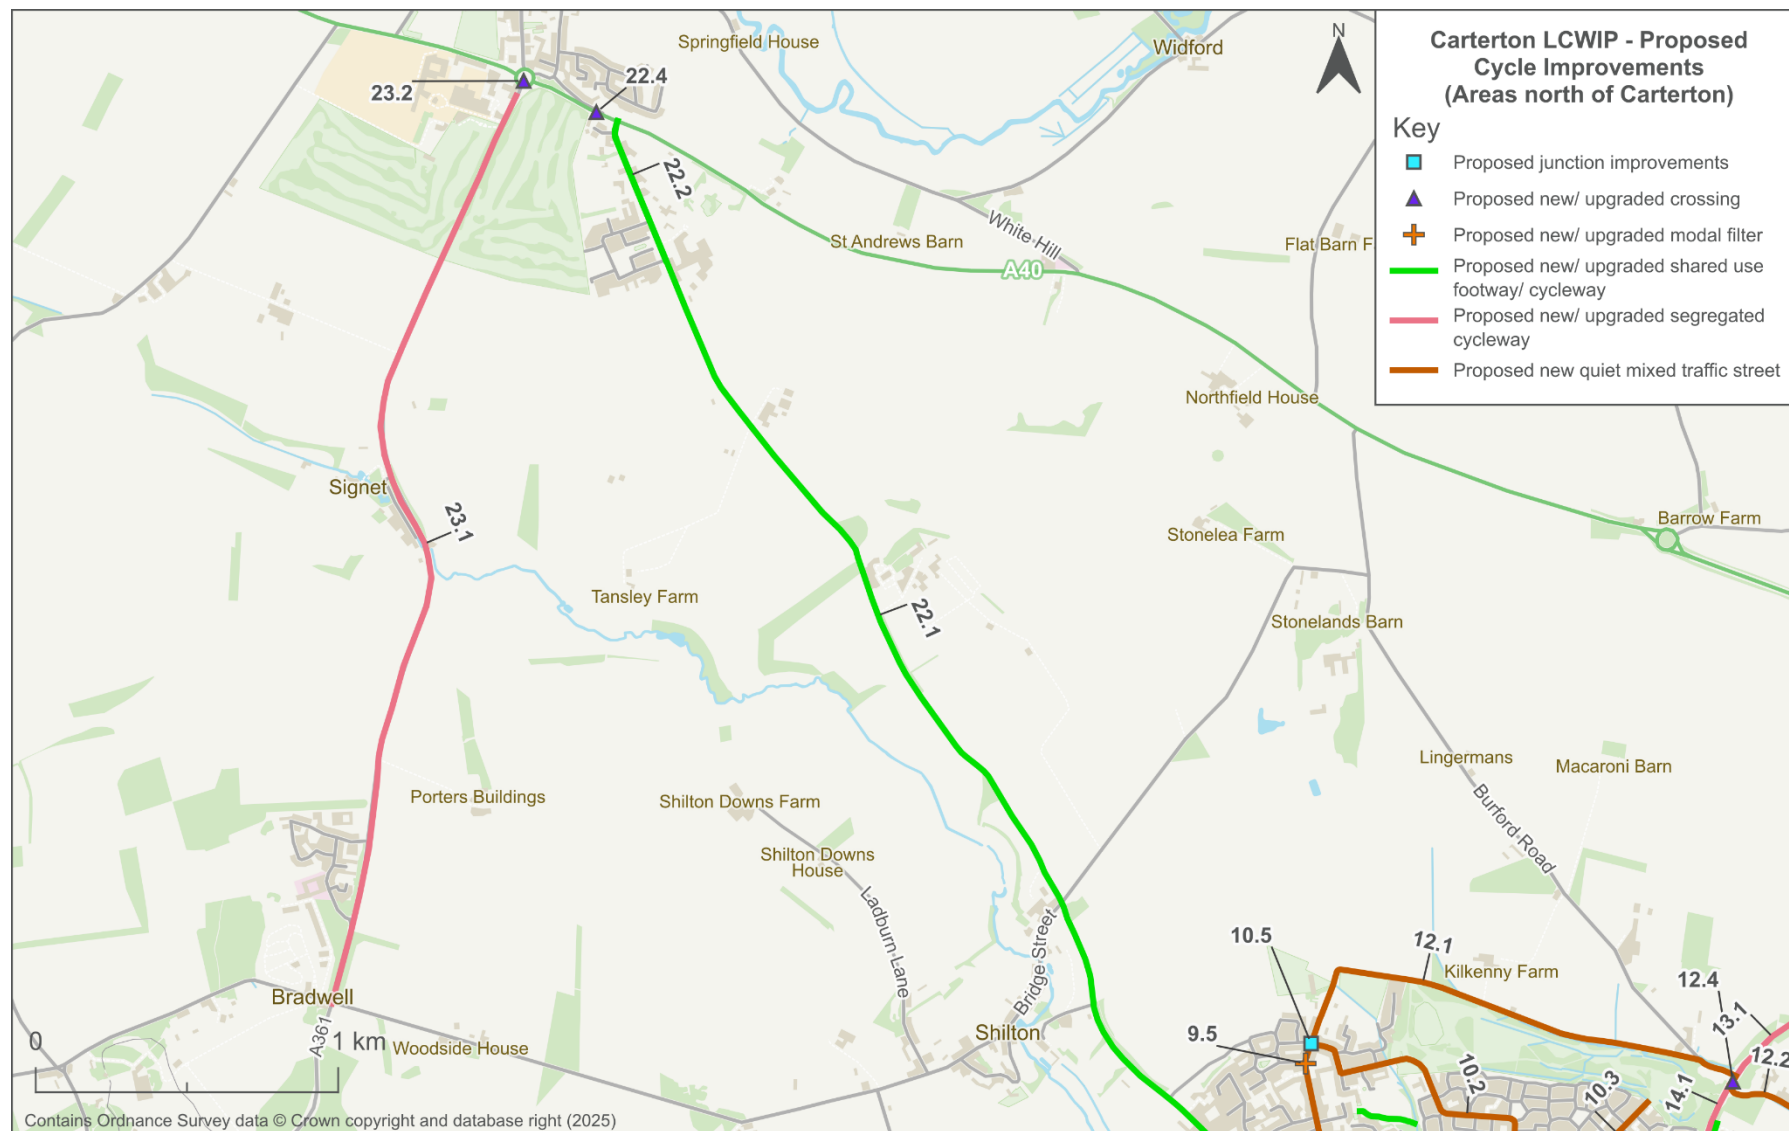 Carterton LCWIP - Proposed
Cycle Improvements
(Areas north of Carterton)
Key
Proposed junction improvements
Proposed new/ upgraded crossing
Proposed new/ upgraded modal filter
Proposed new/ upgraded shared use
footway/ cycleway
Proposed new/ upgraded segregated
cycleway
Proposed new quiet mixed traffic street
N
Springfield House
Widford
23.2
22.4
22.2
White Hill
St Andrews Barn
Flat Barn F
A40
Northfield House
Signet
23.1
Barrow Farm
Stonelea Farm
Tansley Farm
22.1
Stonelands Barn
Lingermans
Macaroni Barn
Porters Buildings
Shilton Downs Farm
Burford Road
Shilton Downs
House
Ladburn Lane
Bridge Street
10.5
12.1
Kilkenny Farm
12.4
13.1
Bradwell
A361
Shilton
9.5
0
1 km
Woodside House
12.2
10.2
10.3
14.1
Contains Ordnance Survey data © Crown copyright and database right (2025)